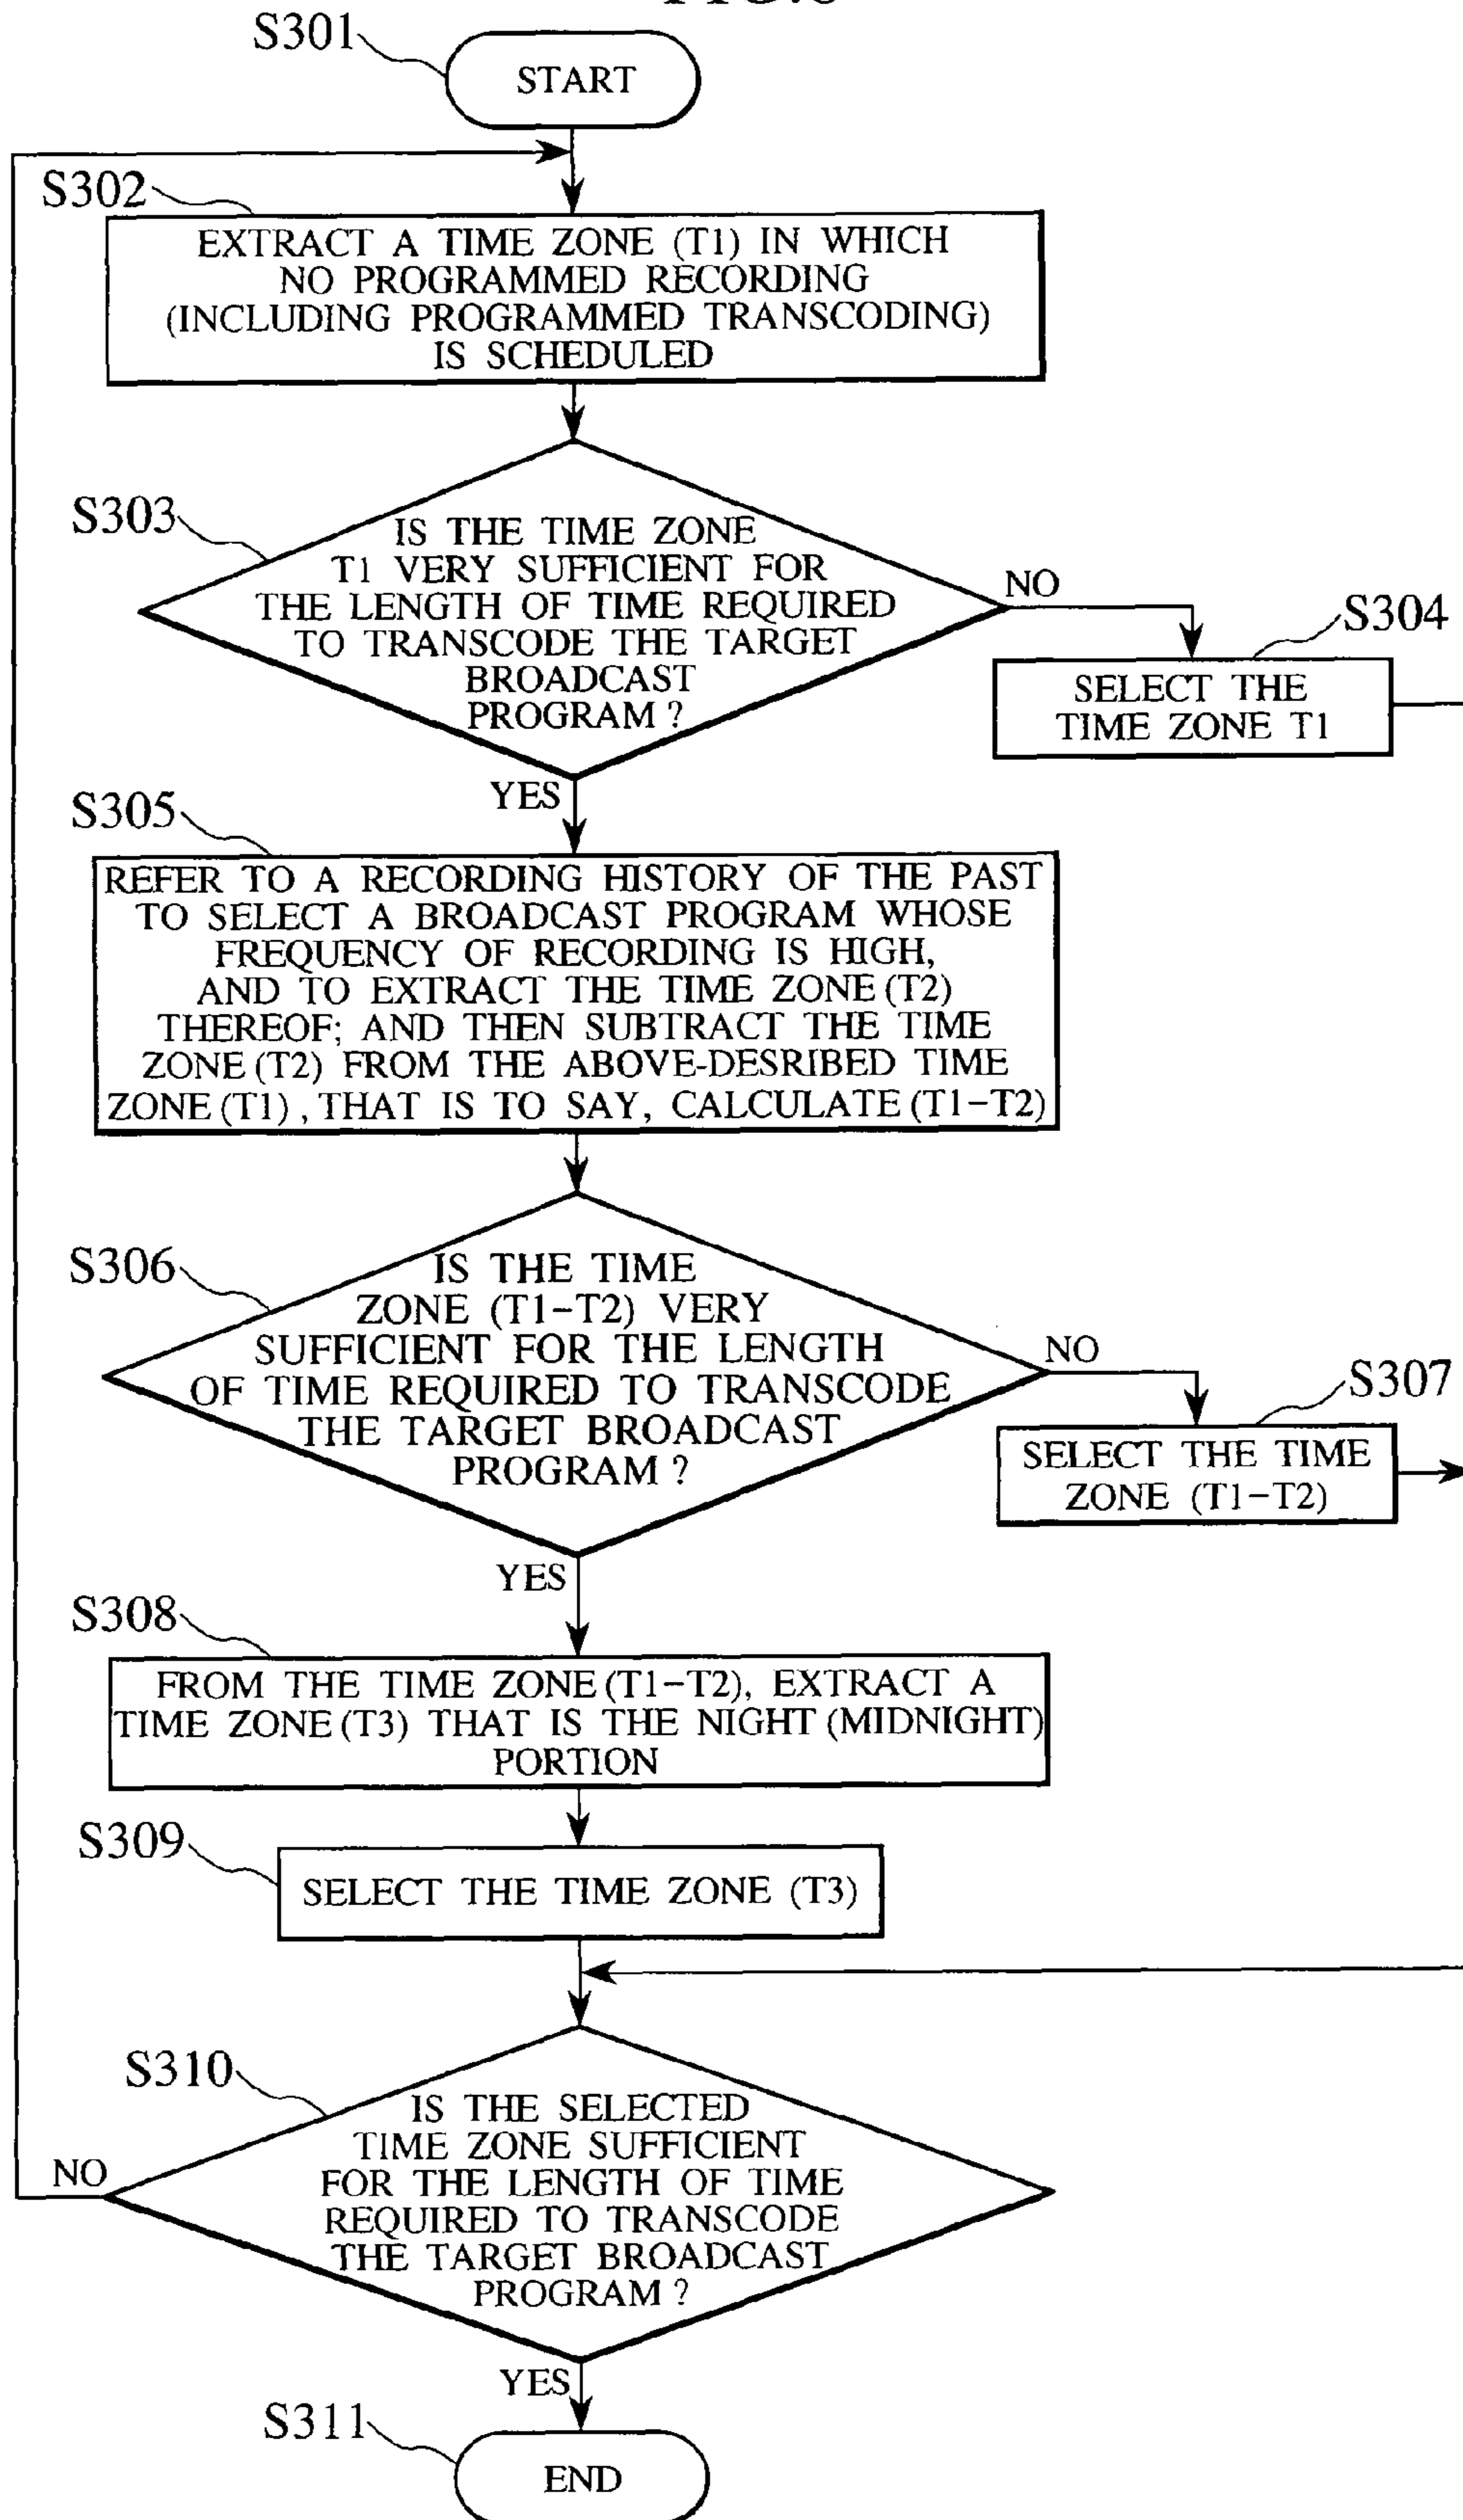 S301
START
S302
EXTRACT A TIME ZONE (T1) IN WHICH
NO PROGRAMMED RECORDING
(INCLUDING PROGRAMMED TRANSCODING)
IS SCHEDULED
S303
IS THE TIME ZONE
T1 VERY SUFFICIENT FOR
THE LENGTH OF TIME REQUIRED
TO TRANSCODE THE TARGET
BROADCAST
PROGRAM?
NO
S304
SELECT THE
TIME ZONE T1
YES
S305
REFER TO A RECORDING HISTORY OF THE PAST
TO SELECT A BROADCAST PROGRAM WHOSE
FREQUENCY OF RECORDING IS HIGH,
AND TO EXTRACT THE TIME ZONE (T2)
THEREOF; AND THEN SUBTRACT THE TIME
ZONE (T2) FROM THE ABOVE-DESRIBED TIME
ZONE (T1), THAT IS TO SAY, CALCULATE (T1-T2)
S306
IS THE TIME
ZONE (T1-T2) VERY
SUFFICIENT FOR THE LENGTH
OF TIME REQUIRED TO TRANSCODE
THE TARGET BROADCAST
PROGRAM?
NO
S307
SELECT THE TIME
ZONE (T1-T2)
YES
S308
FROM THE TIME ZONE (T1-T2), EXTRACT A
TIME ZONE (T3) THAT IS THE NIGHT (MIDNIGHT)
PORTION
S309
SELECT THE TIME ZONE (T3)
S310
IS THE SELECTED
TIME ZONE SUFFICIENT
FOR THE LENGTH OF TIME
REQUIRED TO TRANSCODE
THE TARGET BROADCAST
PROGRAM?
NO
YES
S311
END